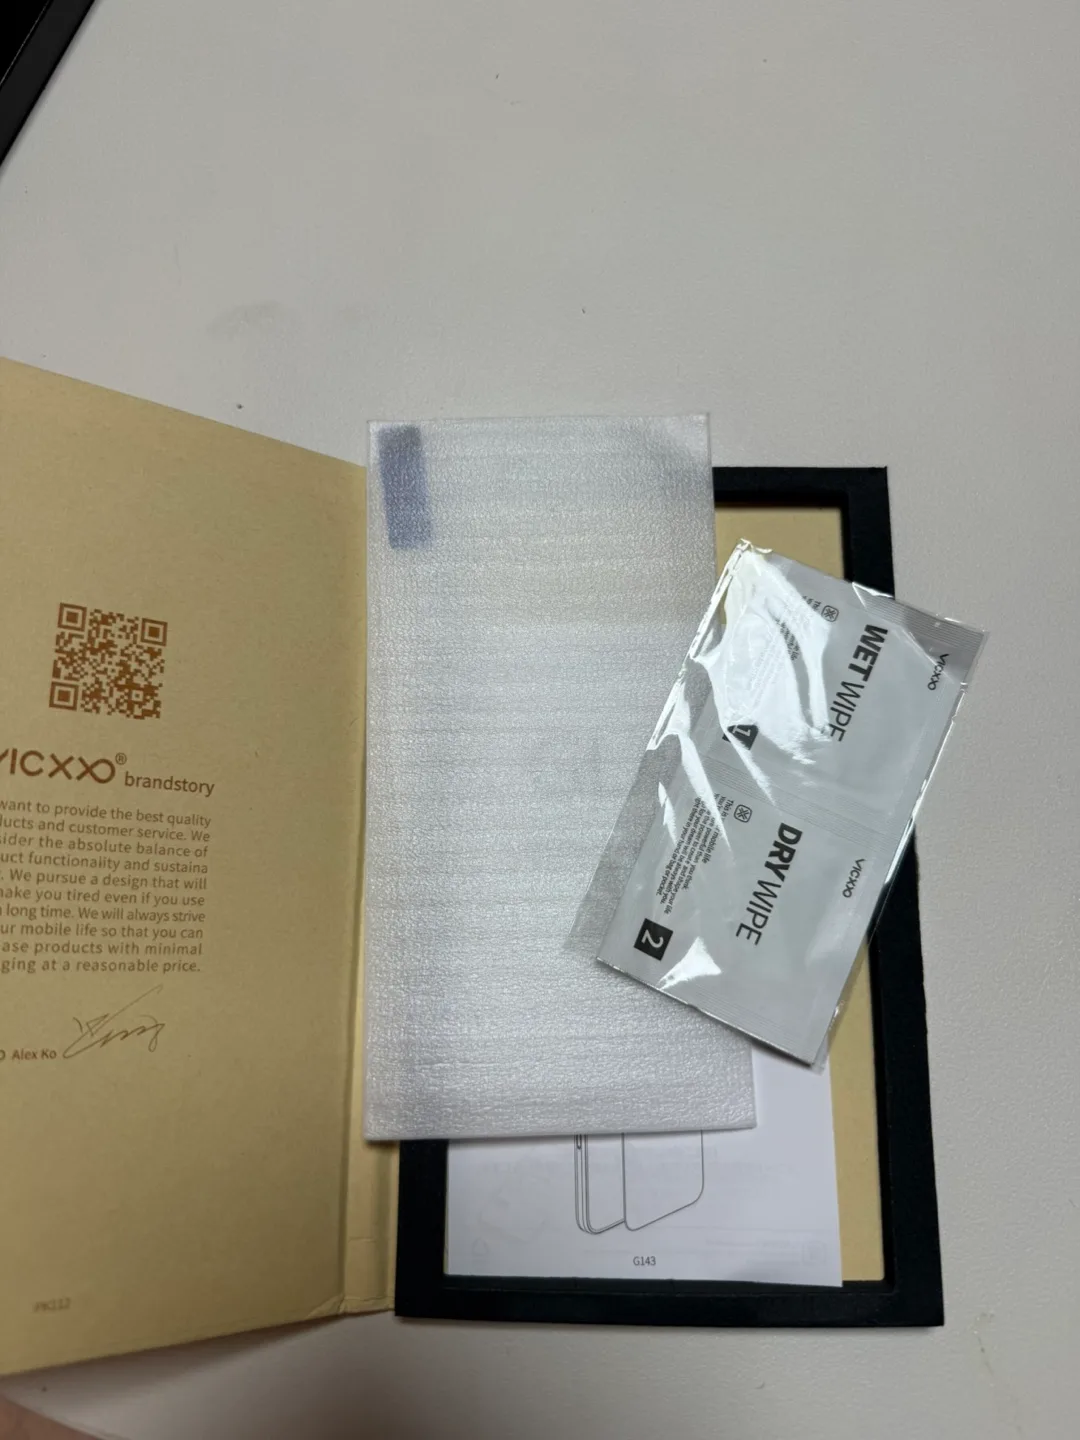 VICXXO® brandstory
want to provide the best quality
ducts and customer service. We
sider the absolute balance of
uct functionality and sustaina
. We pursue a design that will
make you tired even if you use
long time. We will always strive
ur mobile life so that you can
ase products with minimal
ging at a reasonable price.
Alex Ko
PK112
VICXXO
WET WIPE
1
VICXXO
DRY WIPE
2
G143